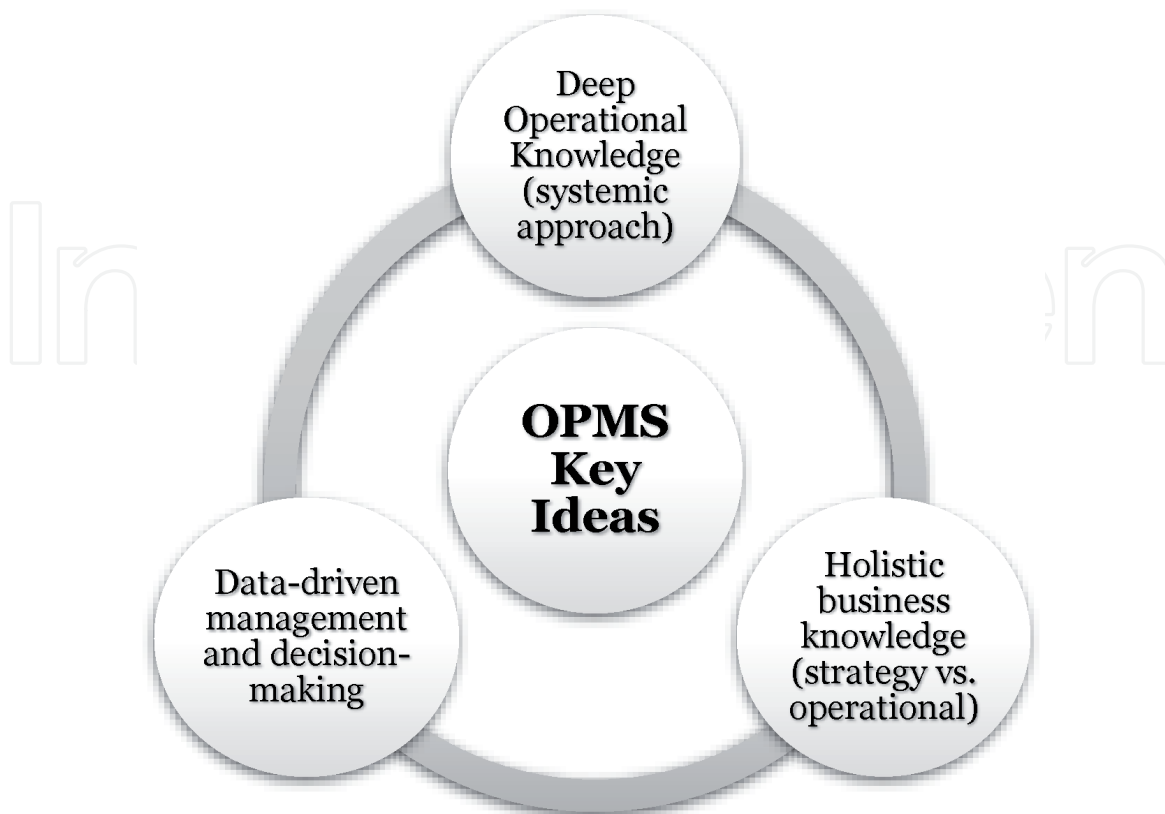 Deep
Operational
Knowledge
(systemic
approach)
OPMS
Key
Ideas
Data-driven
management
and decision-
making
Holistic
business
knowledge
(strategy vs.
operational)